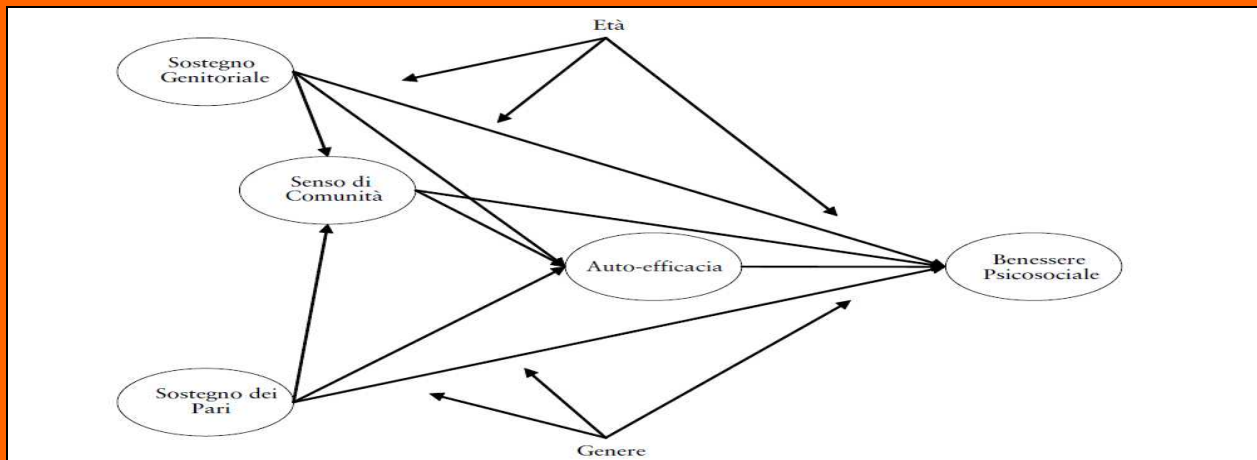 Età
Sostegno
Genitoriale
Senso di
Comunità
Auto-efficacia
Benessere
Psicosociale
Sostegno dei
Pari
Genere